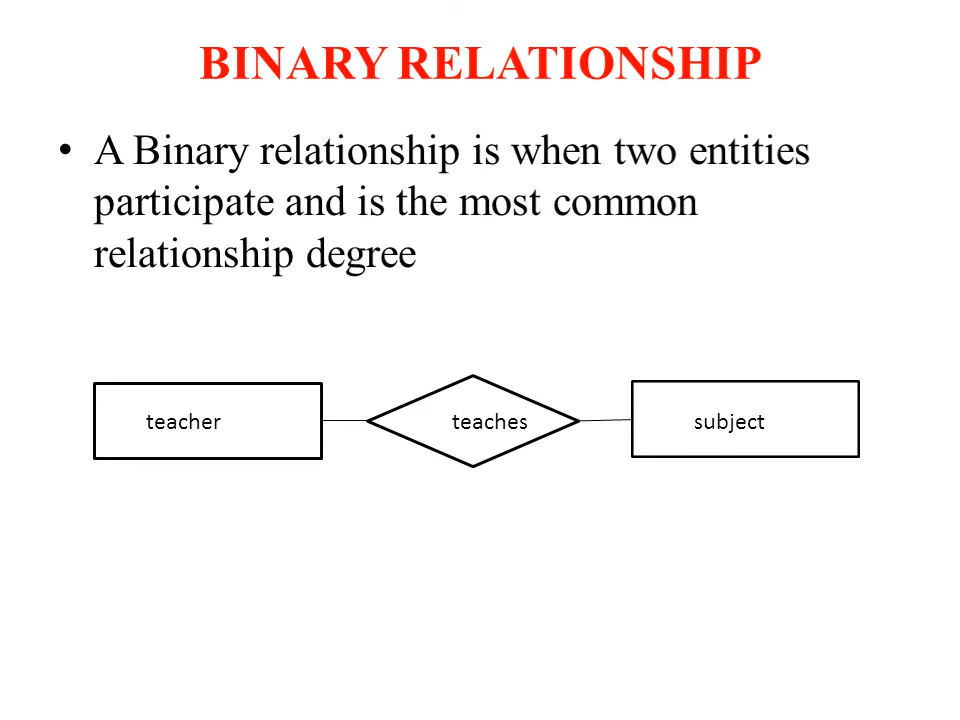 BINARY RELATIONSHIP
• A Binary relationship is when two entities
participate and is the most common
relationship degree
teacher teaches subject